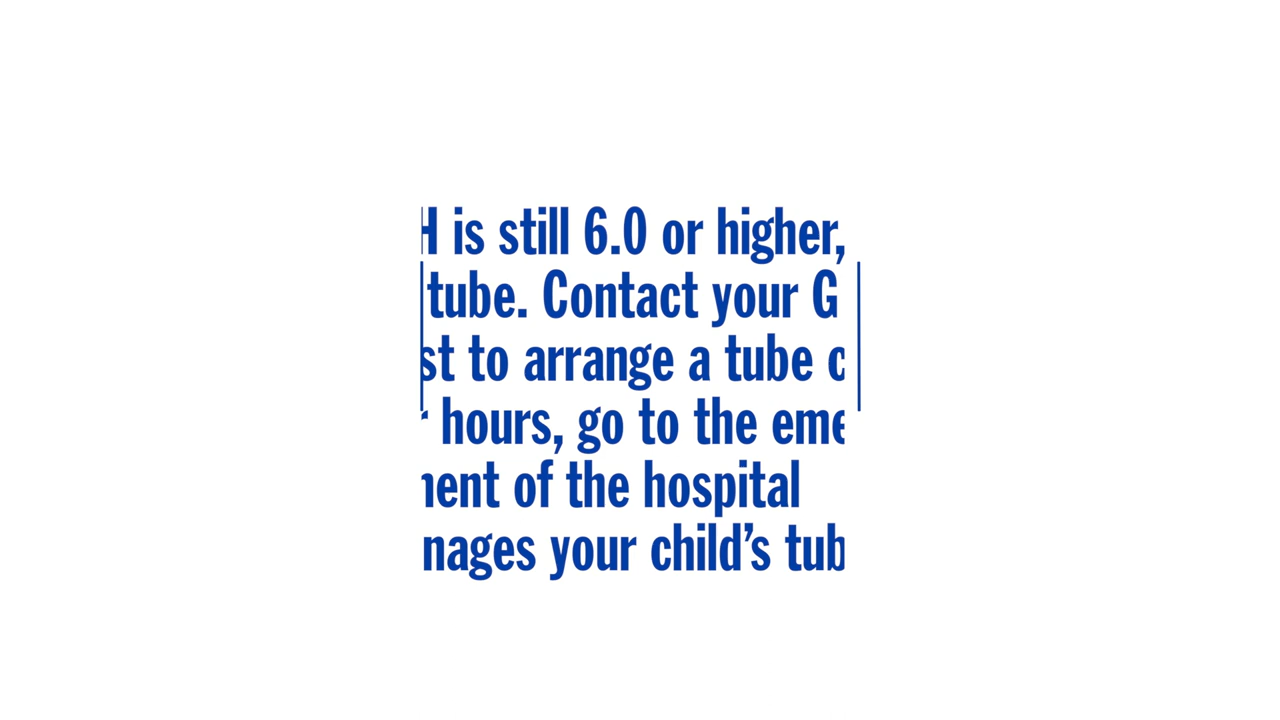 H is still 6.0 or higher,
tube. Contact your G
st to arrange a tube
hours, go to the eme
ent of the hospital
nages your child’s tub